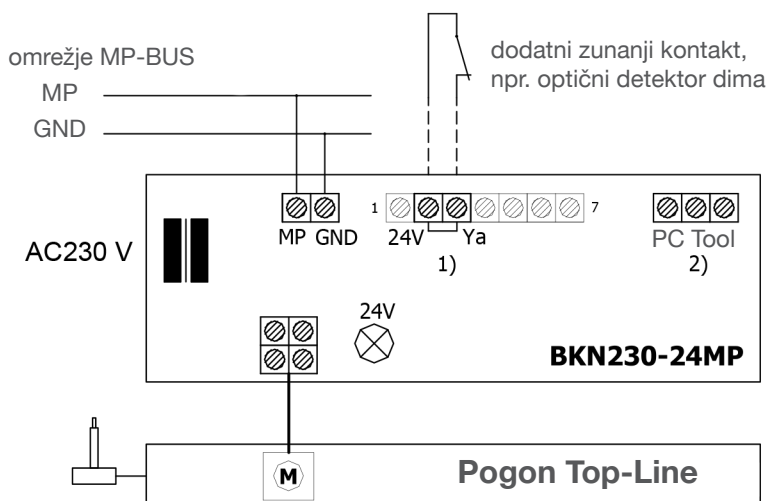 omrežje MP-BUS
MP
GND
dodatni zunanji kontakt,
npr. optični detektor dima
AC230 V
MP GND
1
24V
Ya
7
1)
PC Tool
2)
24V
BKN230-24MP
M
Pogon Top-Line